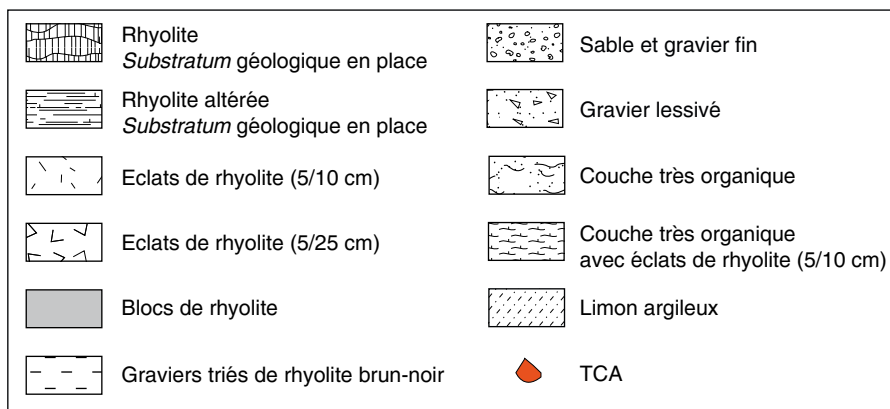 Rhyolite
Substratum géologique en place
Rhyolite altérée
Substratum géologique en place
Eclats de rhyolite (5/10 cm)
Eclats de rhyolite (5/25 cm)
Blocs de rhyolite
Graviers triés de rhyolite brun-noir
Sable et gravier fin
Gravier lessivé
Couche très organique
Couche très organique
avec éclats de rhyolite (5/10 cm)
Limon argileux
TCA